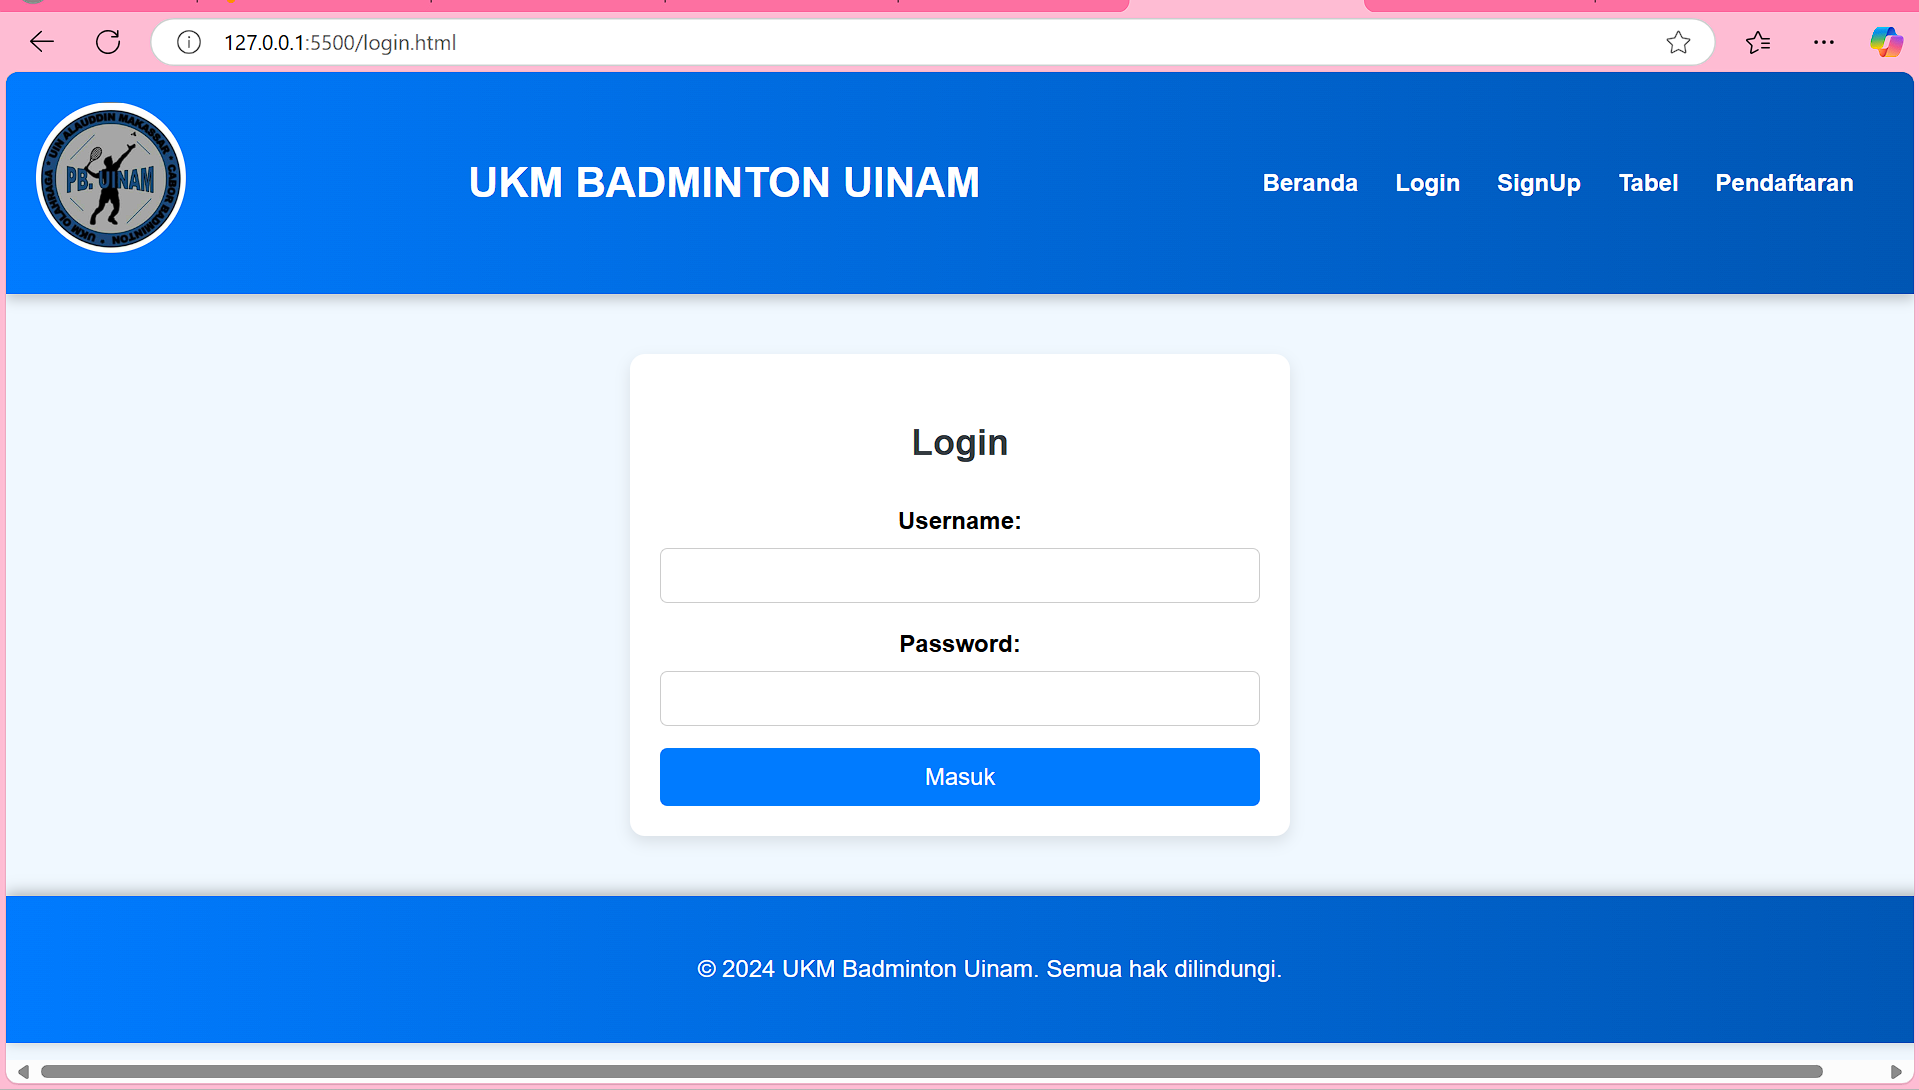 127.0.0.1:5500/login.html
UIN ALAUDDIN MAKASSAR • CABOR BADMINTON • UKM OLAHRAGA •
PB. UINAM
UKM BADMINTON UINAM
Beranda Login SignUp Tabel Pendaftaran
Login
Username:
Password:
Masuk
© 2024 UKM Badminton Uinam. Semua hak dilindungi.